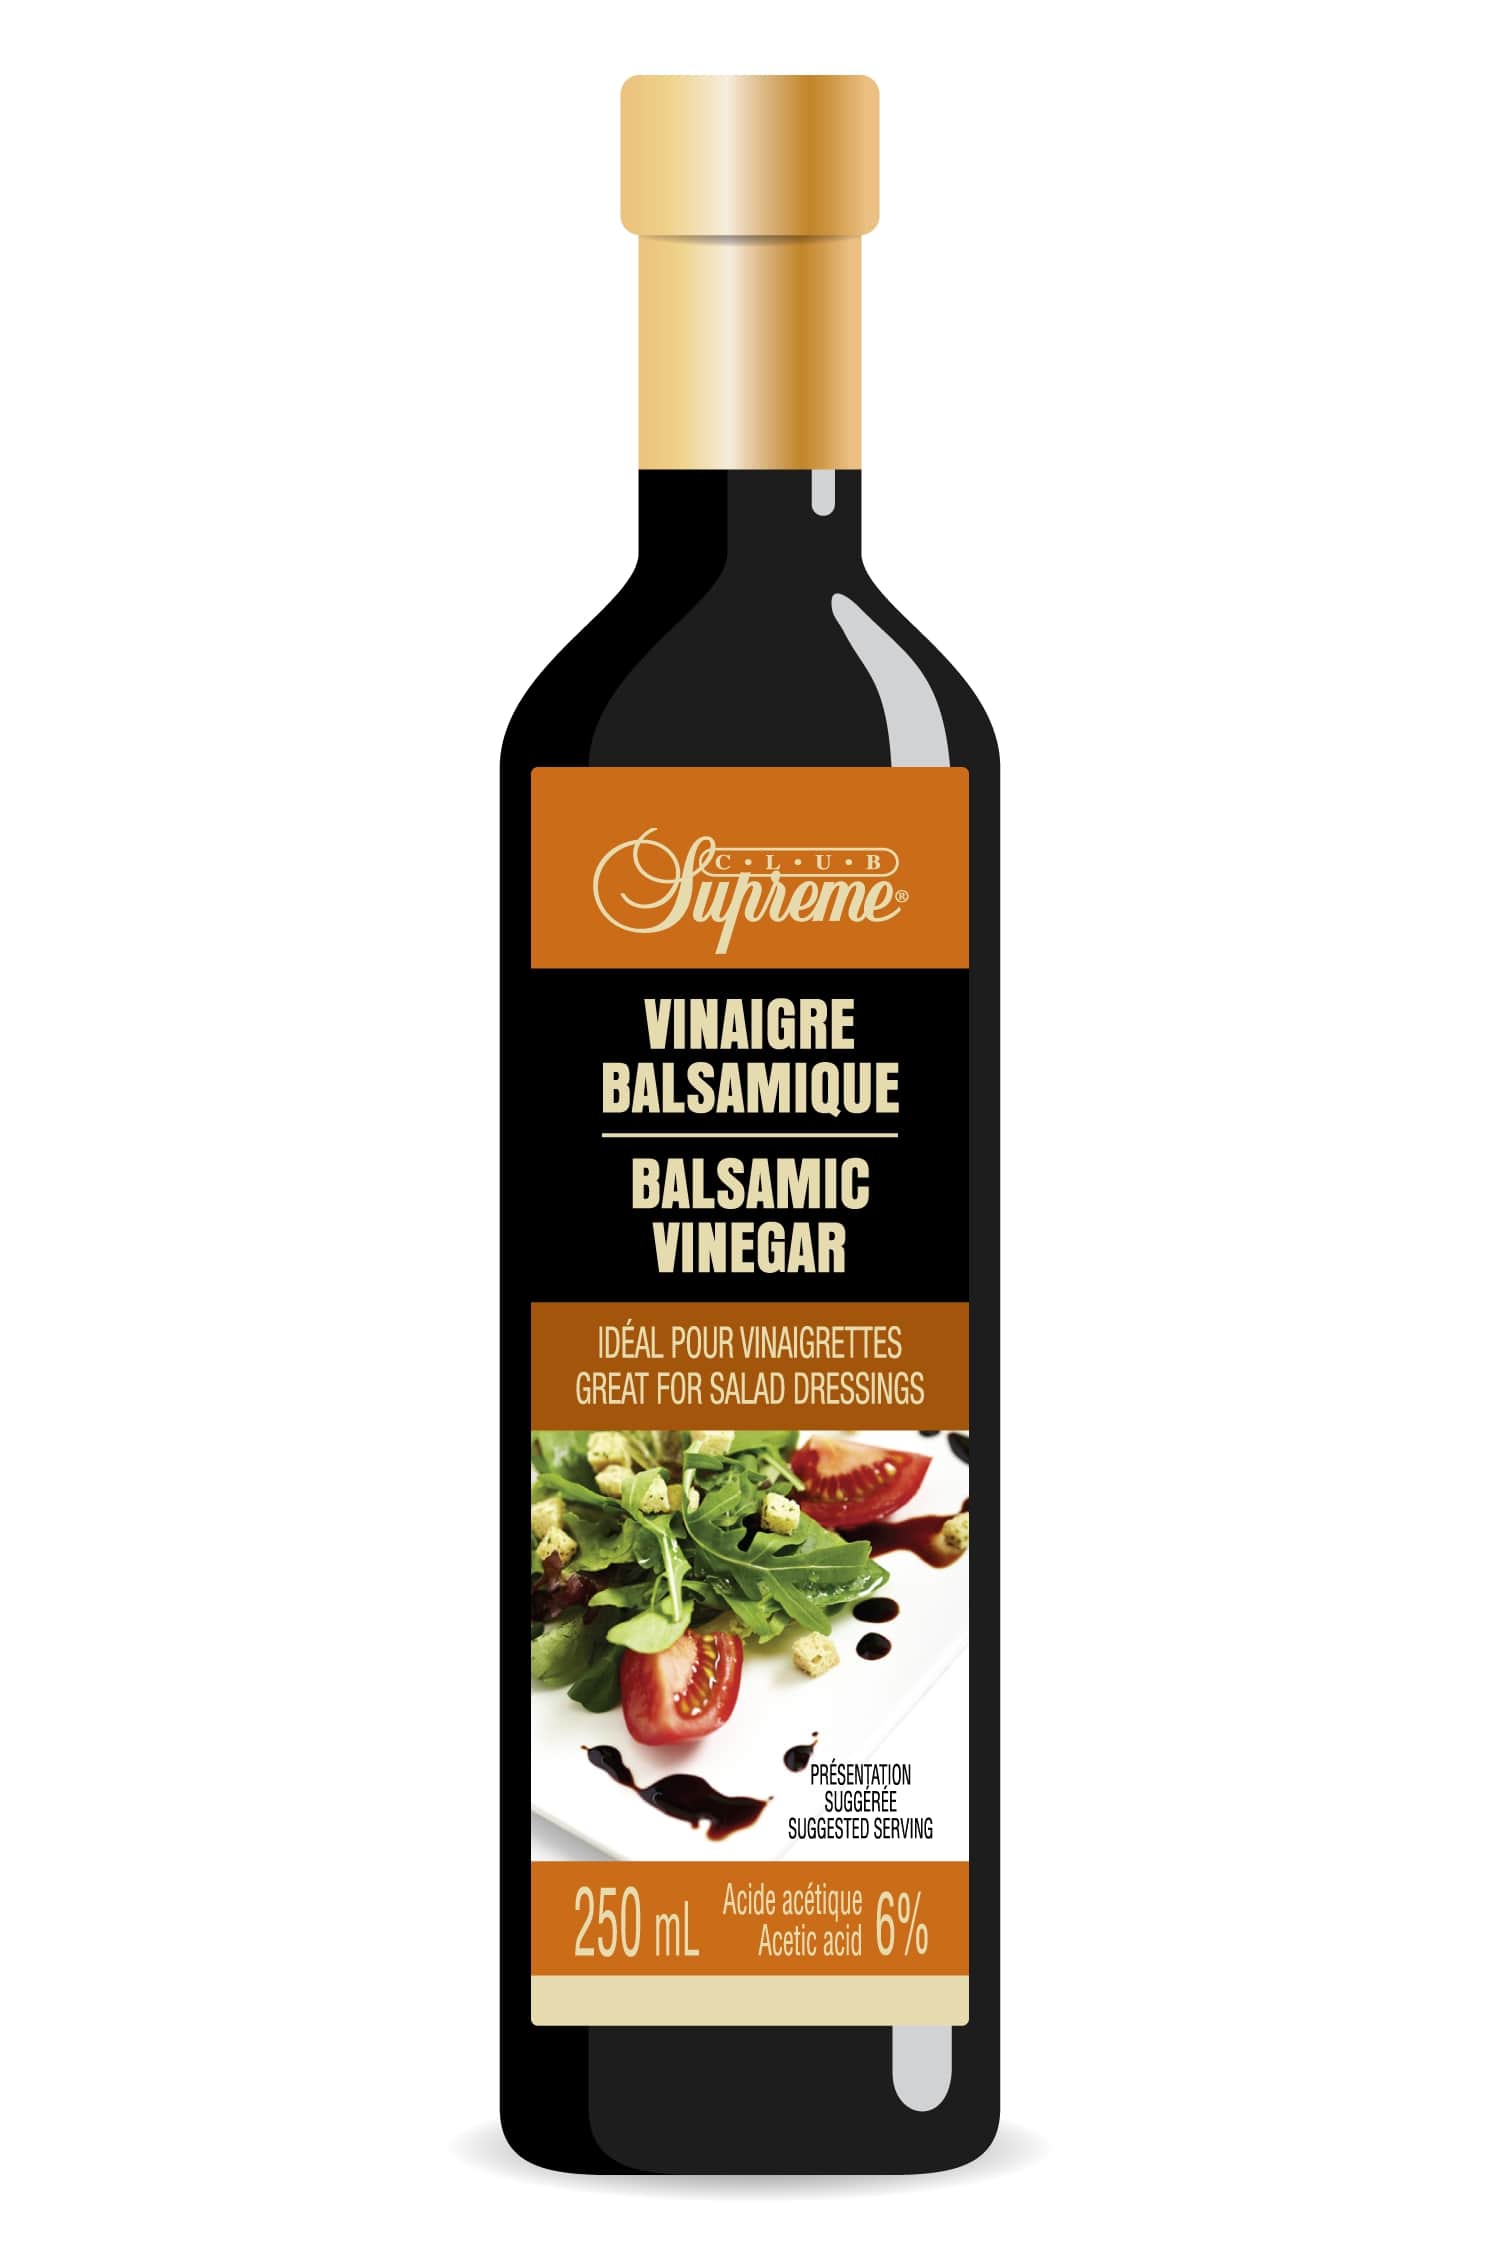 C·L·U·B
Supreme®
VINAIGRE
BALSAMIQUE
BALSAMIC
VINEGAR
IDÉAL POUR VINAIGRETTES
GREAT FOR SALAD DRESSINGS
PRÉSENTATION
SUGGÉRÉE
SUGGESTED SERVING
250 mL
Acide acétique
Acetic acid
6%